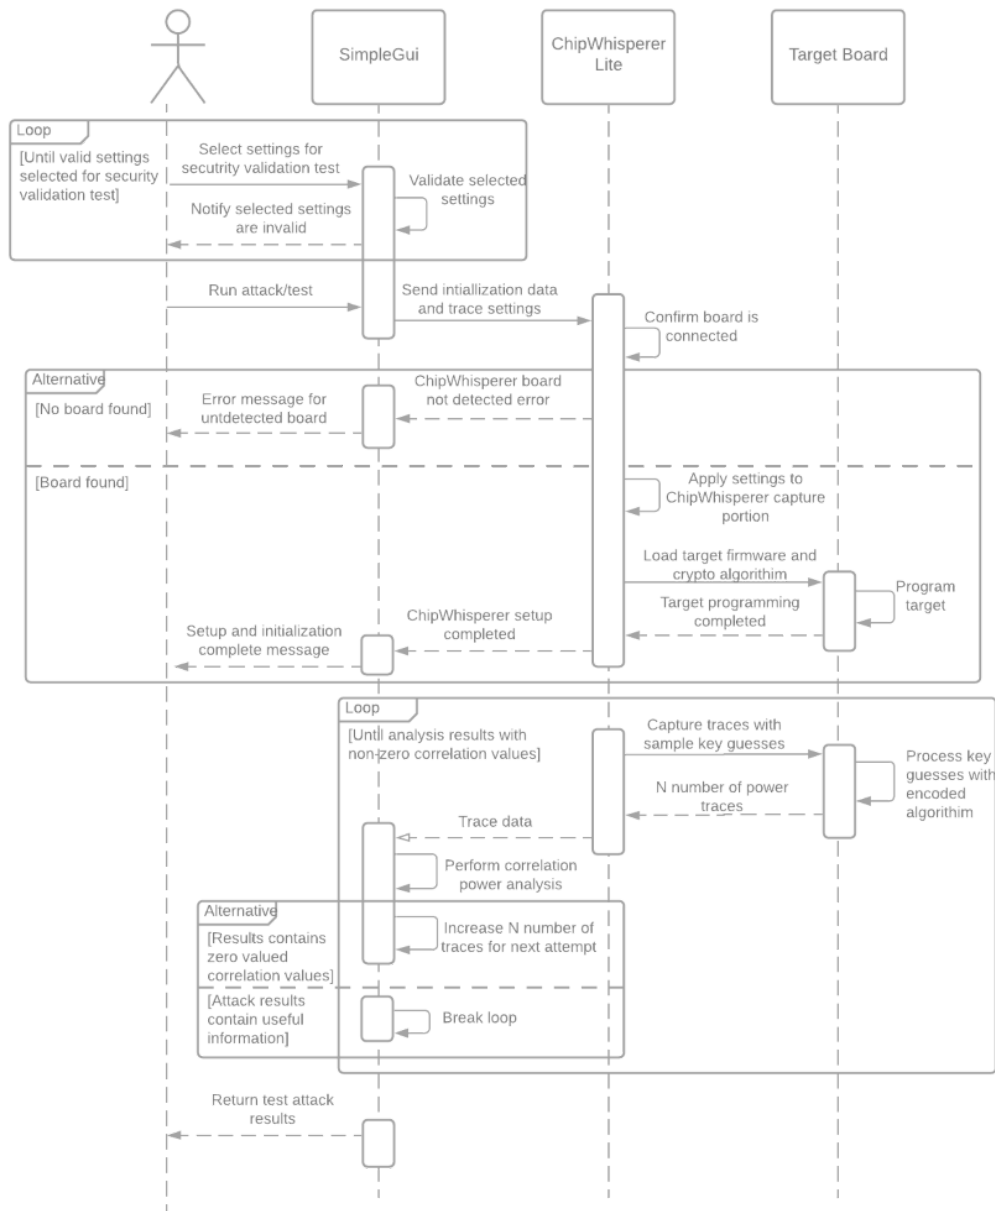 SimpleGui
ChipWhisperer
Lite
Target Board
Loop
[Until valid settings
selected for security
validation test]
Select settings for
secutrity validation test
Validate selected
settings
Notify selected settings
are invalid
Run attack/test
Send intiallization data
and trace settings
Confirm board is
connected
Alternative
[No board found]
Error message for
untdetected board
ChipWhisperer board
not detected error
[Board found]
Apply settings to
ChipWhisperer capture
portion
Load target firmware and
crypto algorithim
Program
target
Target programming
completed
ChipWhisperer setup
completed
Setup and initialization
complete message
Loop
[Until analysis results with
non-zero correlation values]
Capture traces with
sample key guesses
Process key
guesses with
encoded
algorithim
N number of power
traces
Trace data
Perform correlation
power analysis
Alternative
[Results contains
zero valued
correlation values]
Increase N number of
traces for next attempt
[Attack results
contain useful
information]
Break loop
Return test attack
results